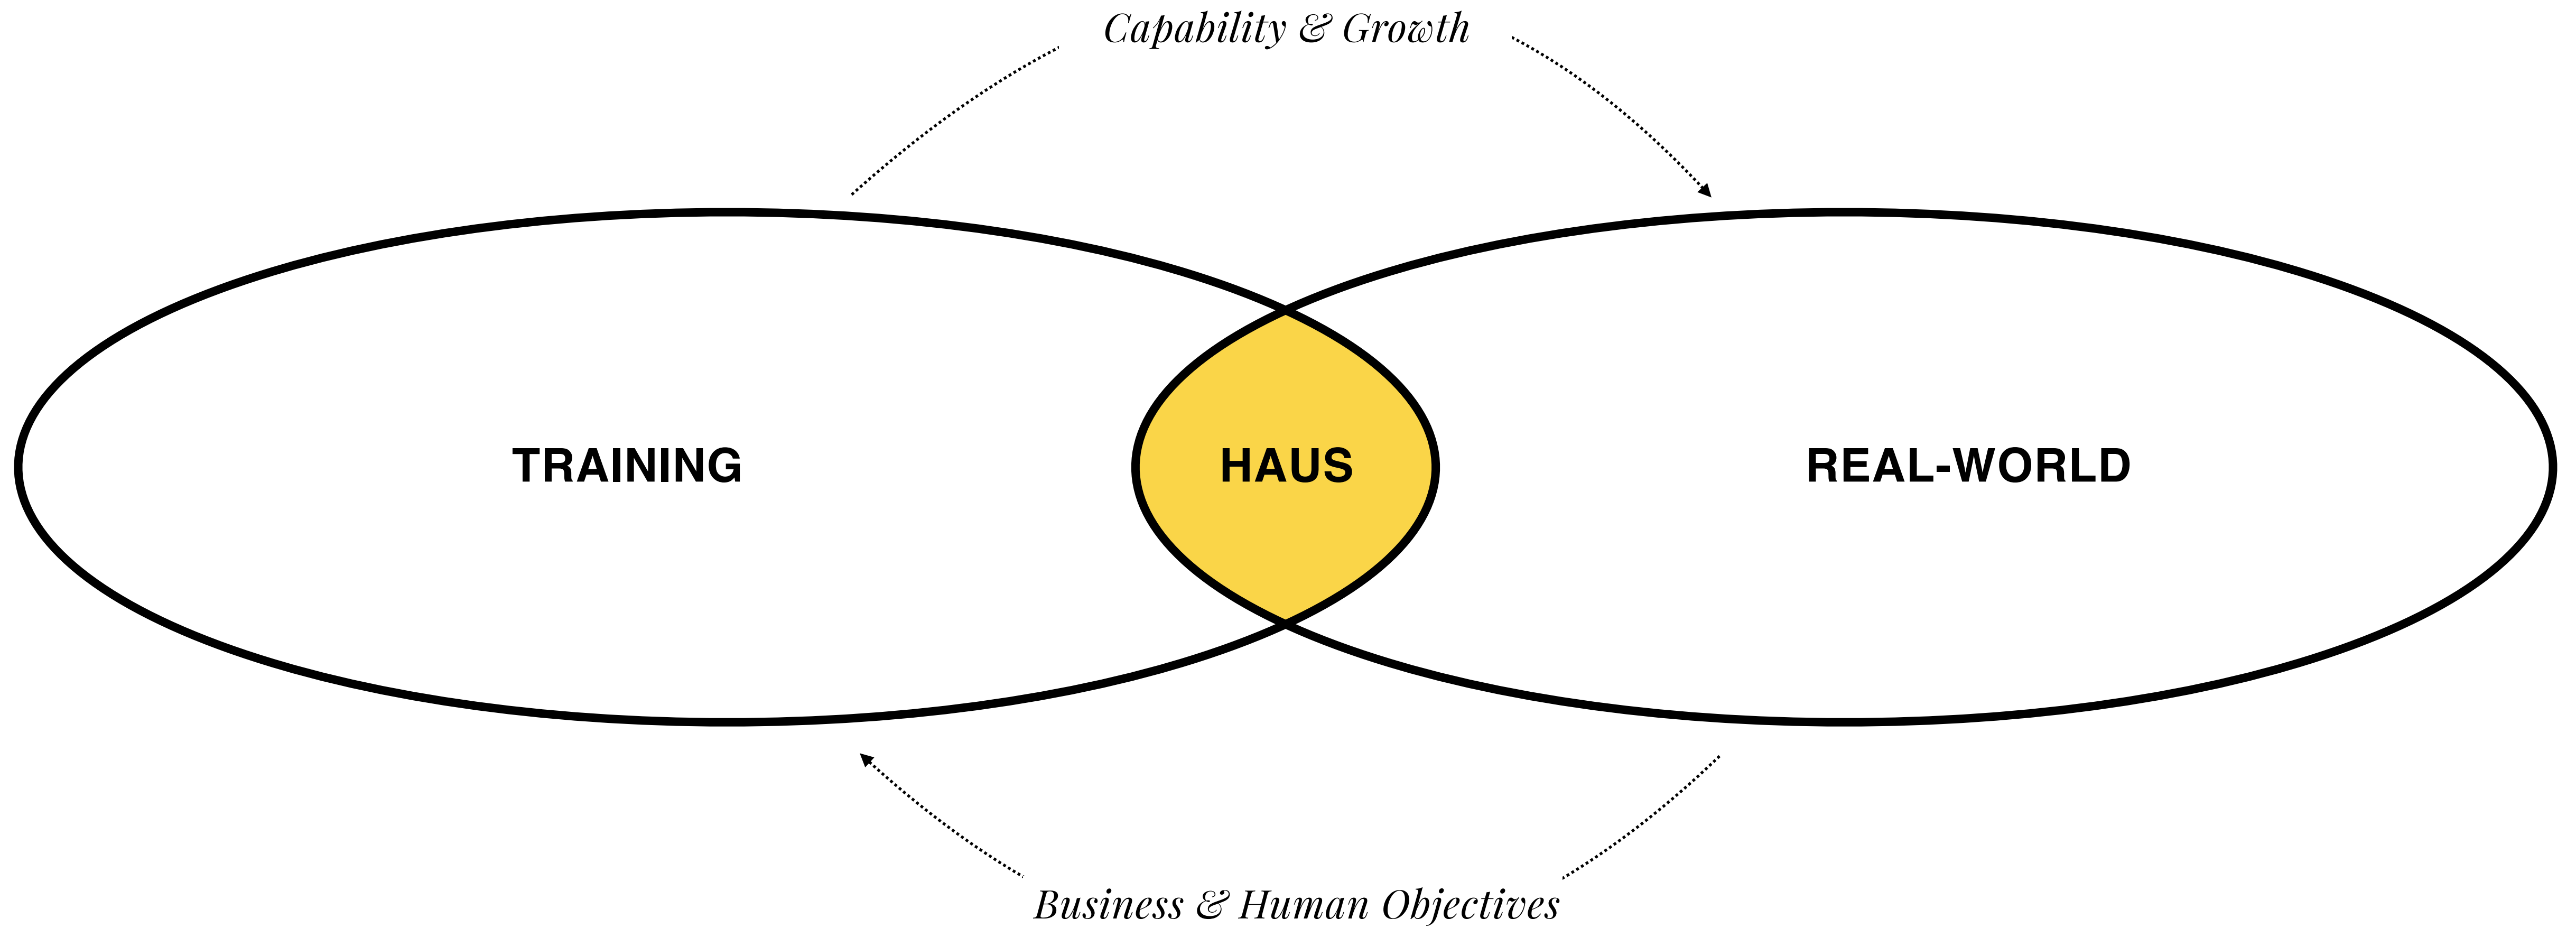 Capability & Growth
TRAINING
HAUS
REAL-WORLD
Business & Human Objectives